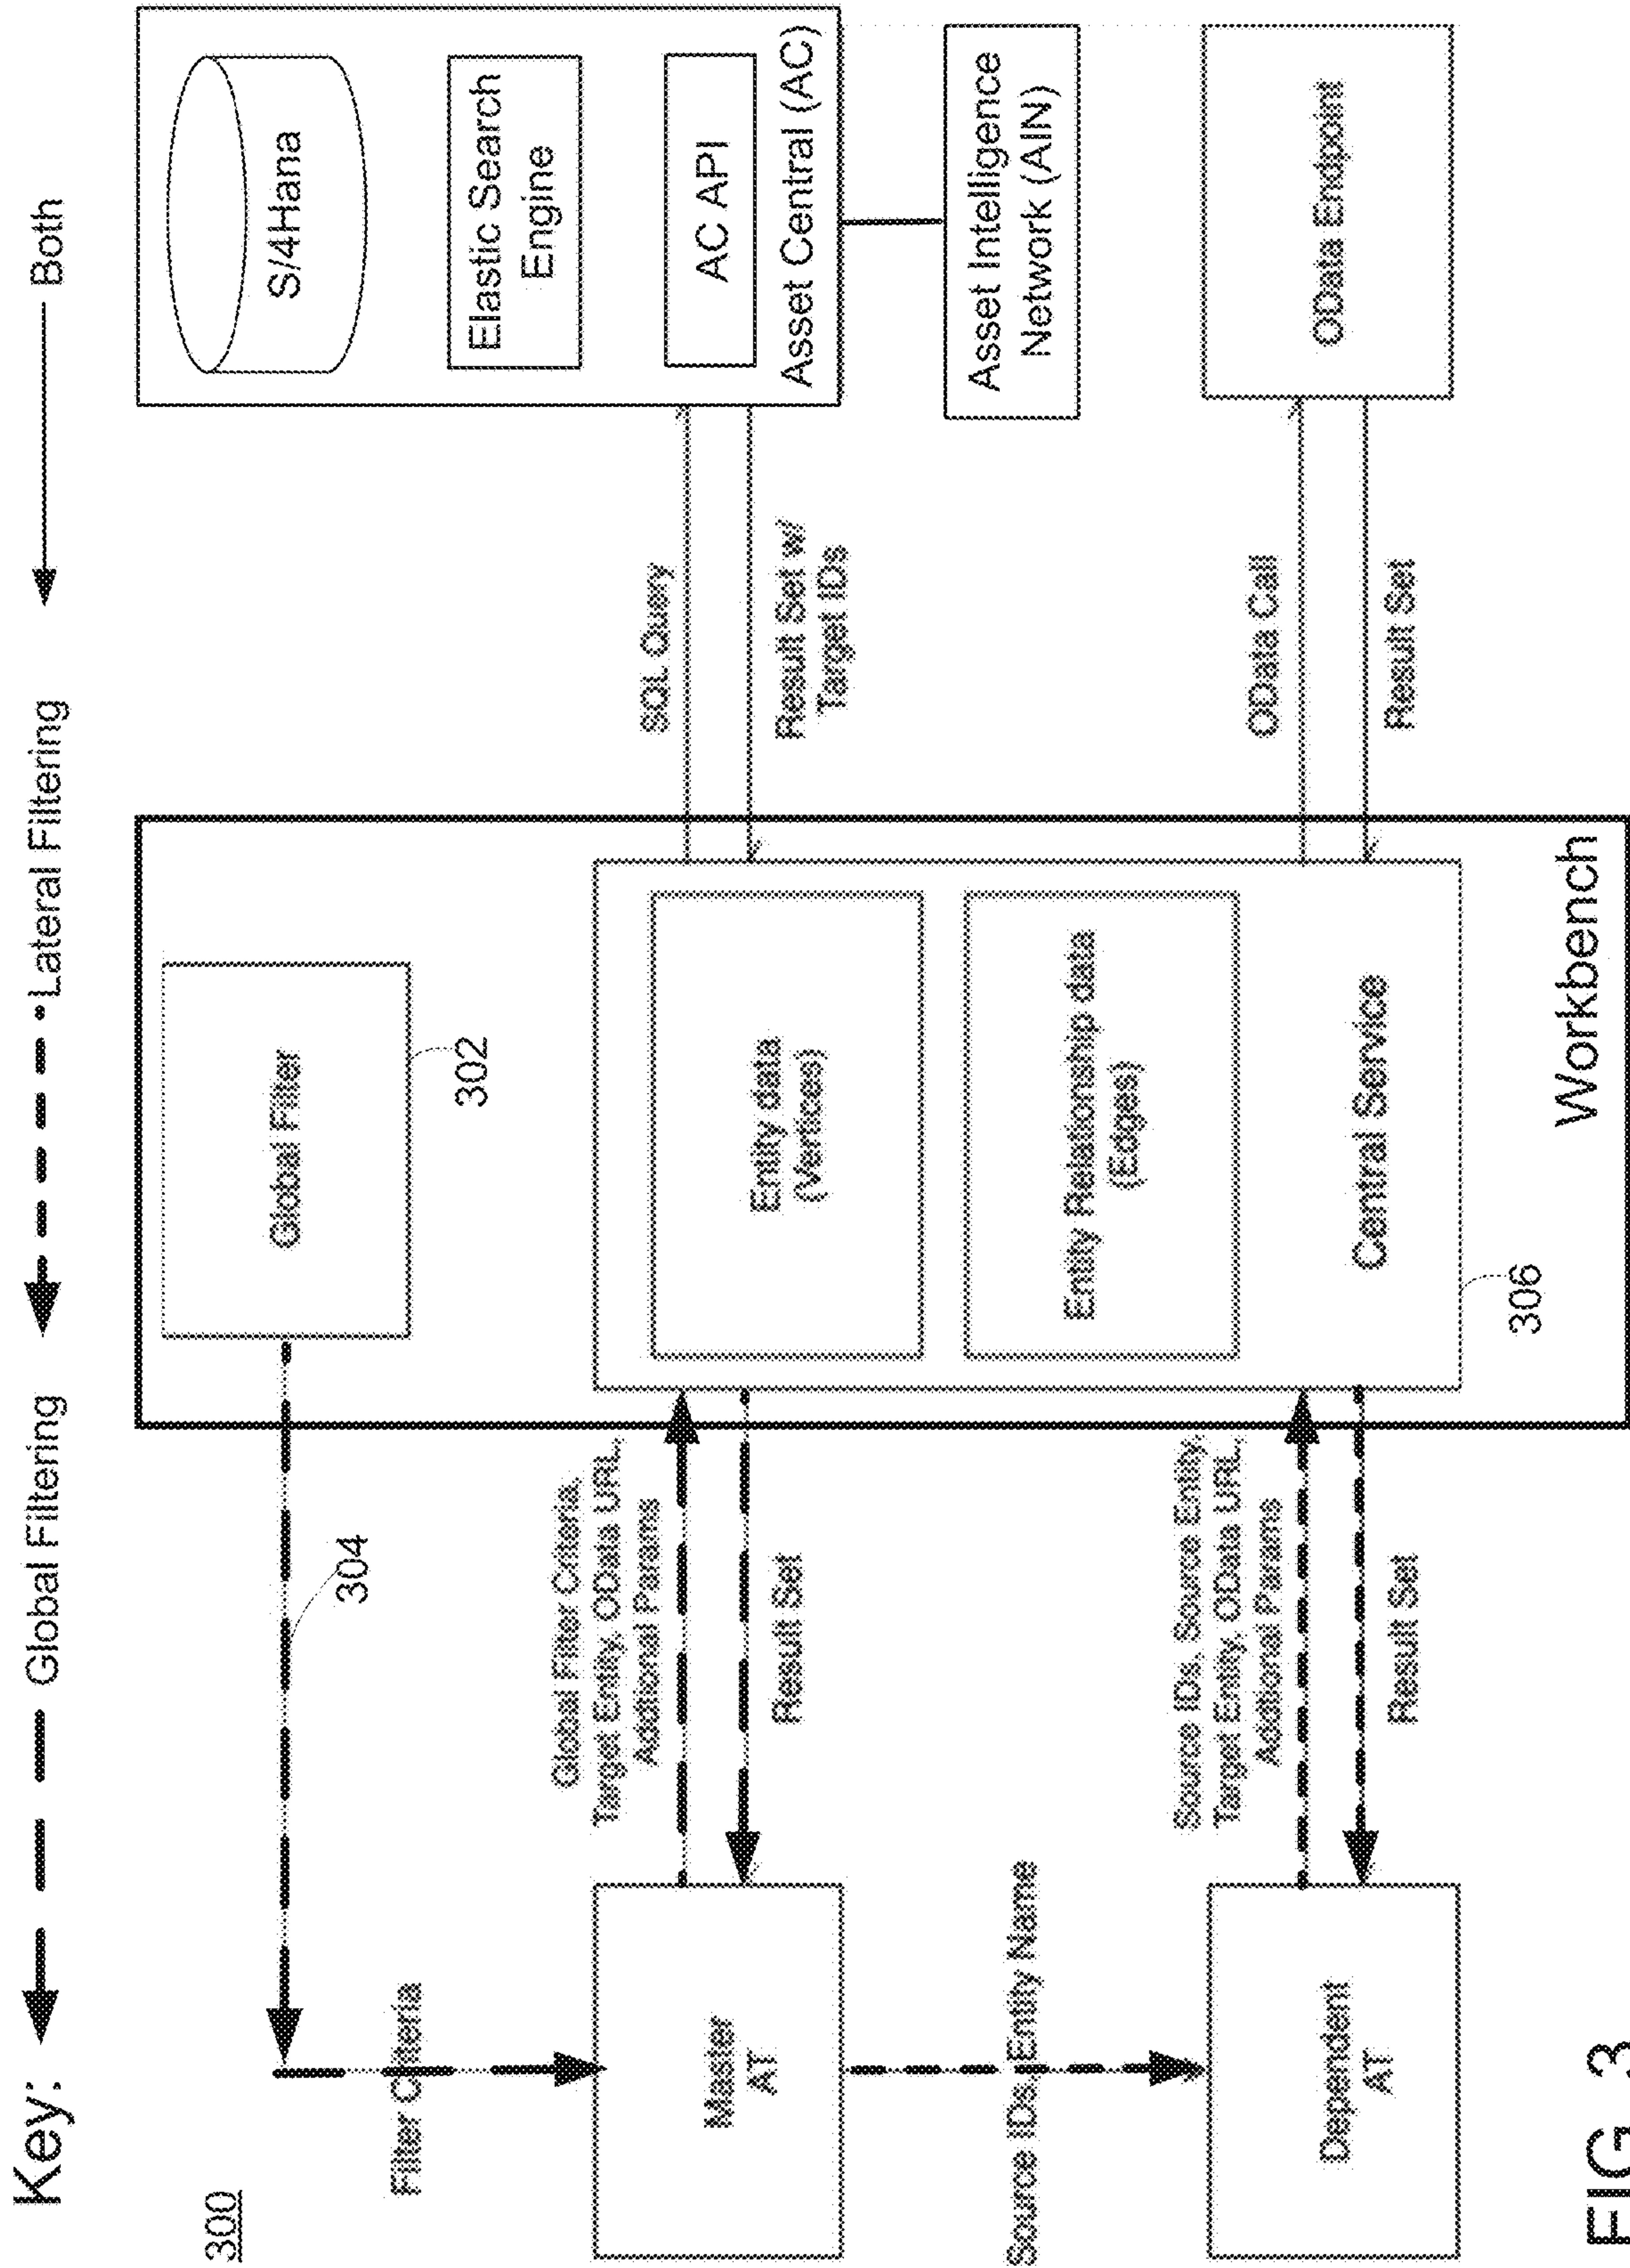 Key:
Global Filtering
Lateral Filtering
Both
300
Filter Criteria
304
Global Filter
302
S/4Hana
Elastic Search
Engine
AC API
Asset Central (AC)
Master
AT
Global Filter Criteria,
Target Entity, OData URL,
Additional Params
Result Set
Entity data
(Vertices)
SQL Query
Result Set w/
Target IDs
Asset Intelligence
Network (AIN)
Source IDs, Entity Name
Entity Relationship data
(Edges)
Dependent
AT
Source IDs, Source Entity,
Target Entity, OData URL,
Additional Params
Result Set
Central Service
306
OData Call
Result Set
OData Endpoint
Workbench
FIG. 3